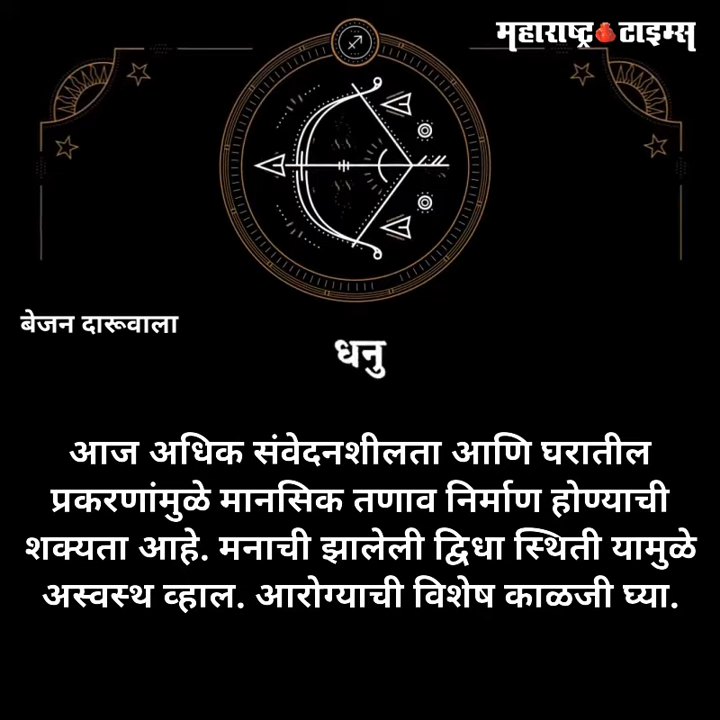 महाराष्ट्र टाइम्स
बेजन दारूवाला
धनु
आज अधिक संवेदनशीलता आणि घरातील
प्रकरणांमुळे मानसिक तणाव निर्माण होण्याची
शक्यता आहे. मनाची झालेली द्विधा स्थिती यामुळे
अस्वस्थ व्हाल. आरोग्याची विशेष काळजी घ्या.